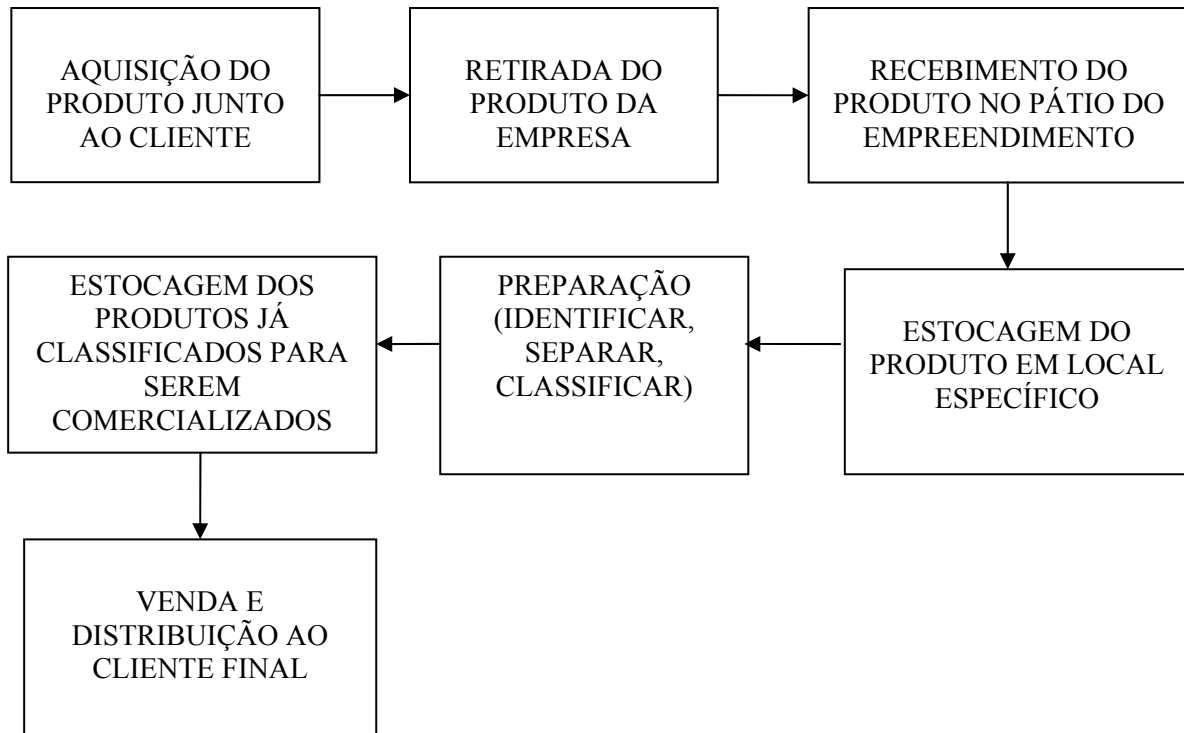 AQUISIÇÃO DO
PRODUTO JUNTO
AO CLIENTE
RETIRADA DO
PRODUTO DA
EMPRESA
RECEBIMENTO DO
PRODUTO NO PÁTIO DO
EMPREENDIMENTO
ESTOCAGEM DO
PRODUTO EM LOCAL
ESPECÍFICO
PREPARAÇÃO
(IDENTIFICAR,
SEPARAR,
CLASSIFICAR)
ESTOCAGEM DOS
PRODUTOS JÁ
CLASSIFICADOS PARA
SEREM
COMERCIALIZADOS
VENDA E
DISTRIBUIÇÃO AO
CLIENTE FINAL